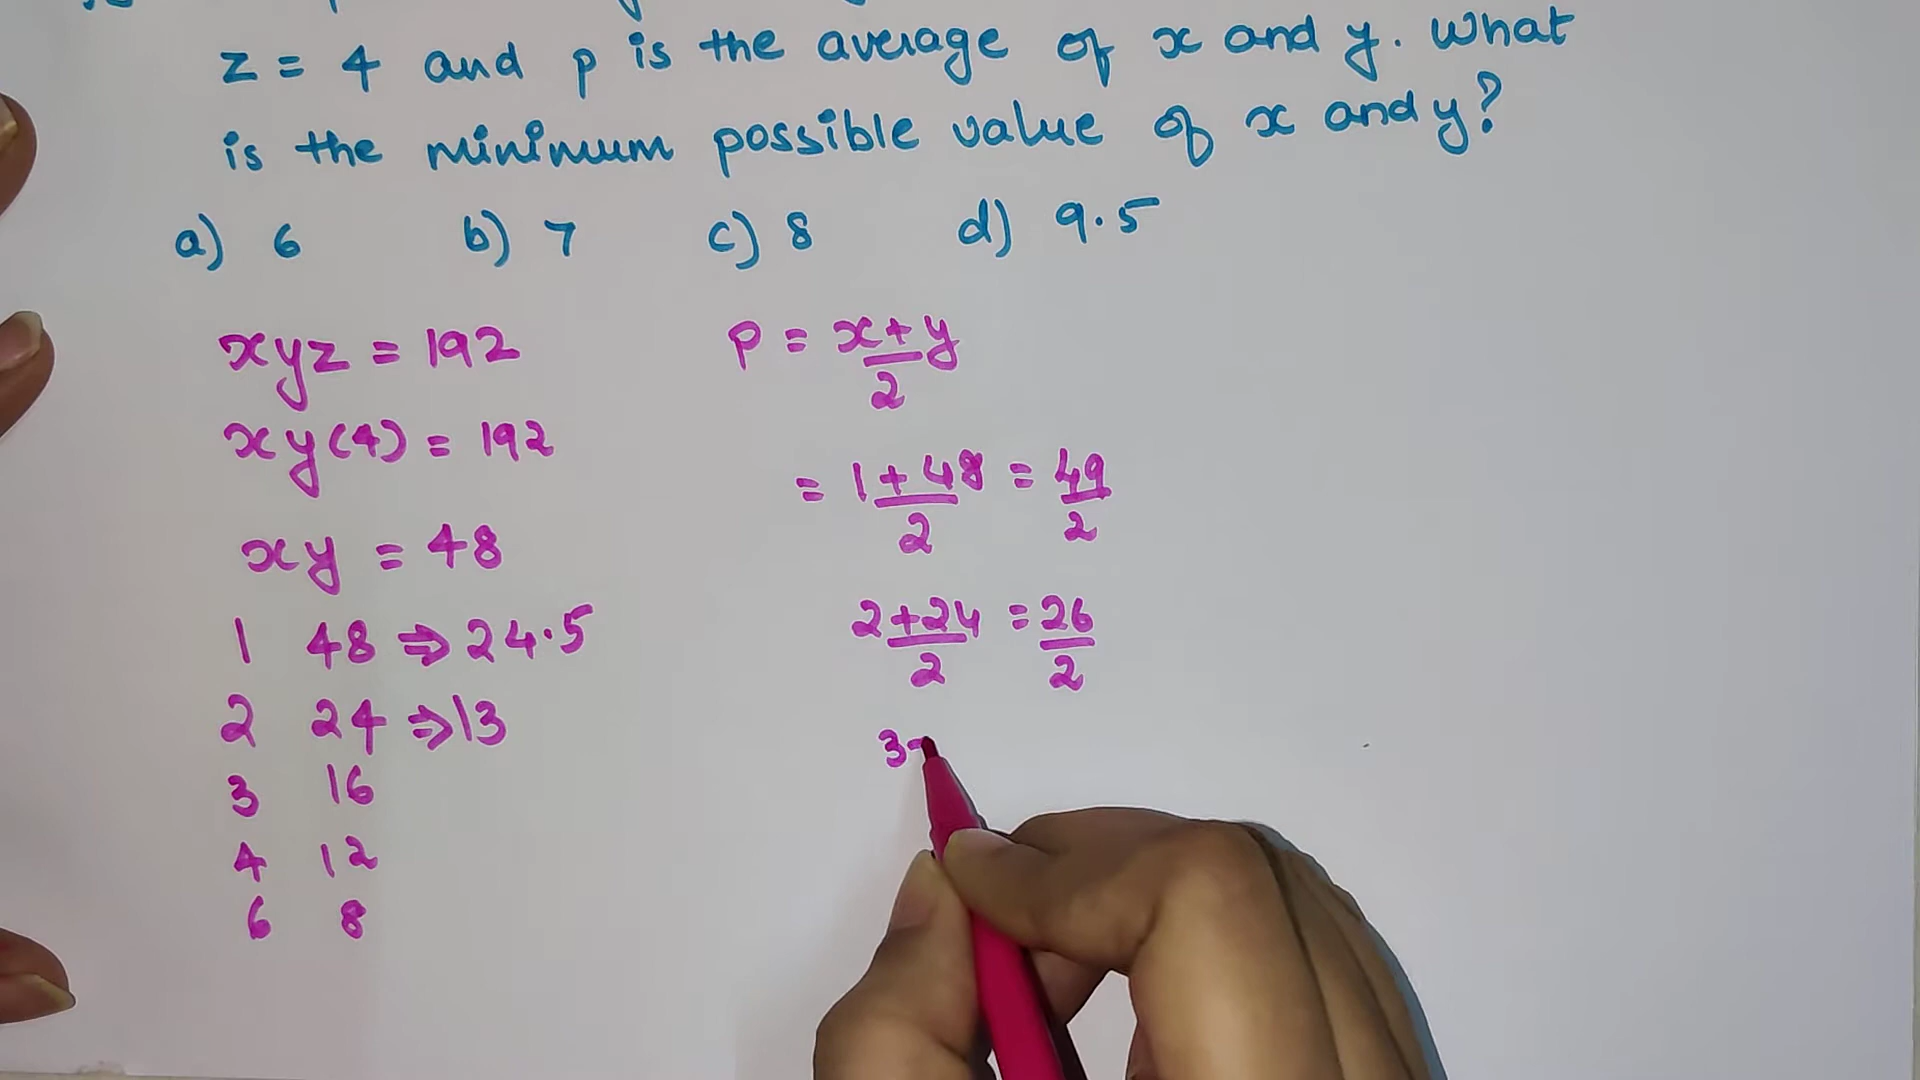 z = 4 and p is the average of x and y. What
is the minimum possible value of x and y?
a) 6 b) 7 c) 8 d) 9.5
xyz = 192
xy(4) = 192
xy = 48
1 48 ⇒ 24.5
2 24 ⇒ 13
3 16
4 12
6 8
p = x+y/2
= 1+48/2 = 49/2
2+24/2 = 26/2
3